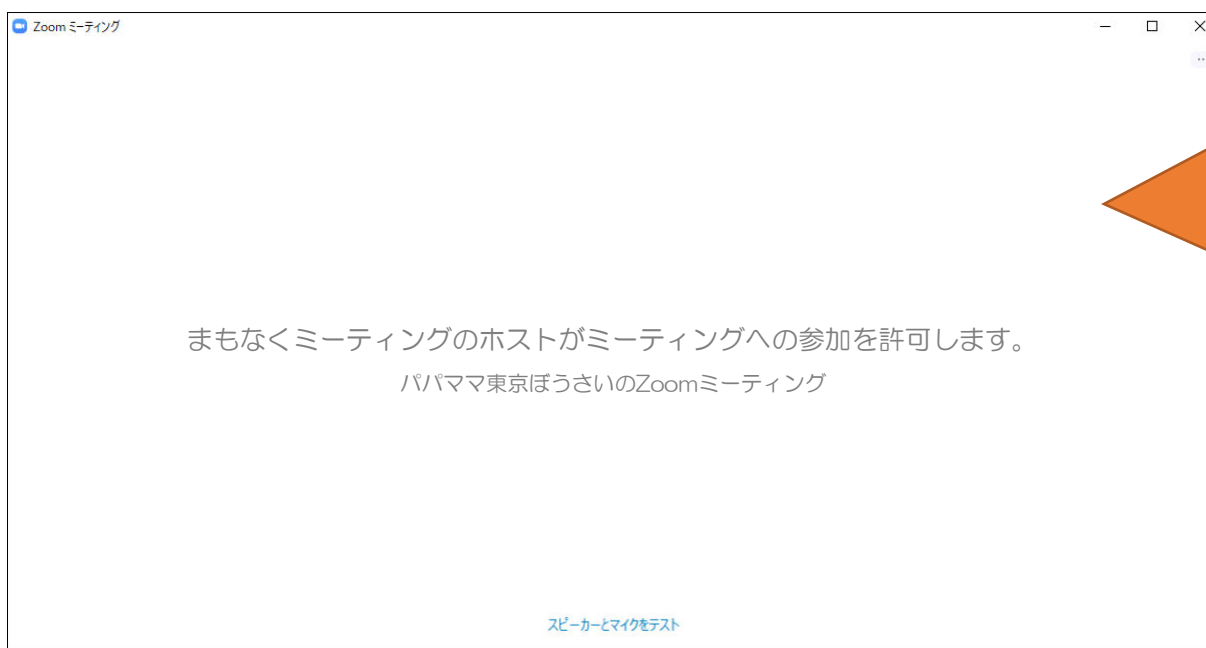 Zoom ミーティング
まもなくミーティングのホストがミーティングへの参加を許可します。
パパママ東京ぼうさいのZoomミーティング
スピーカーとマイクをテスト